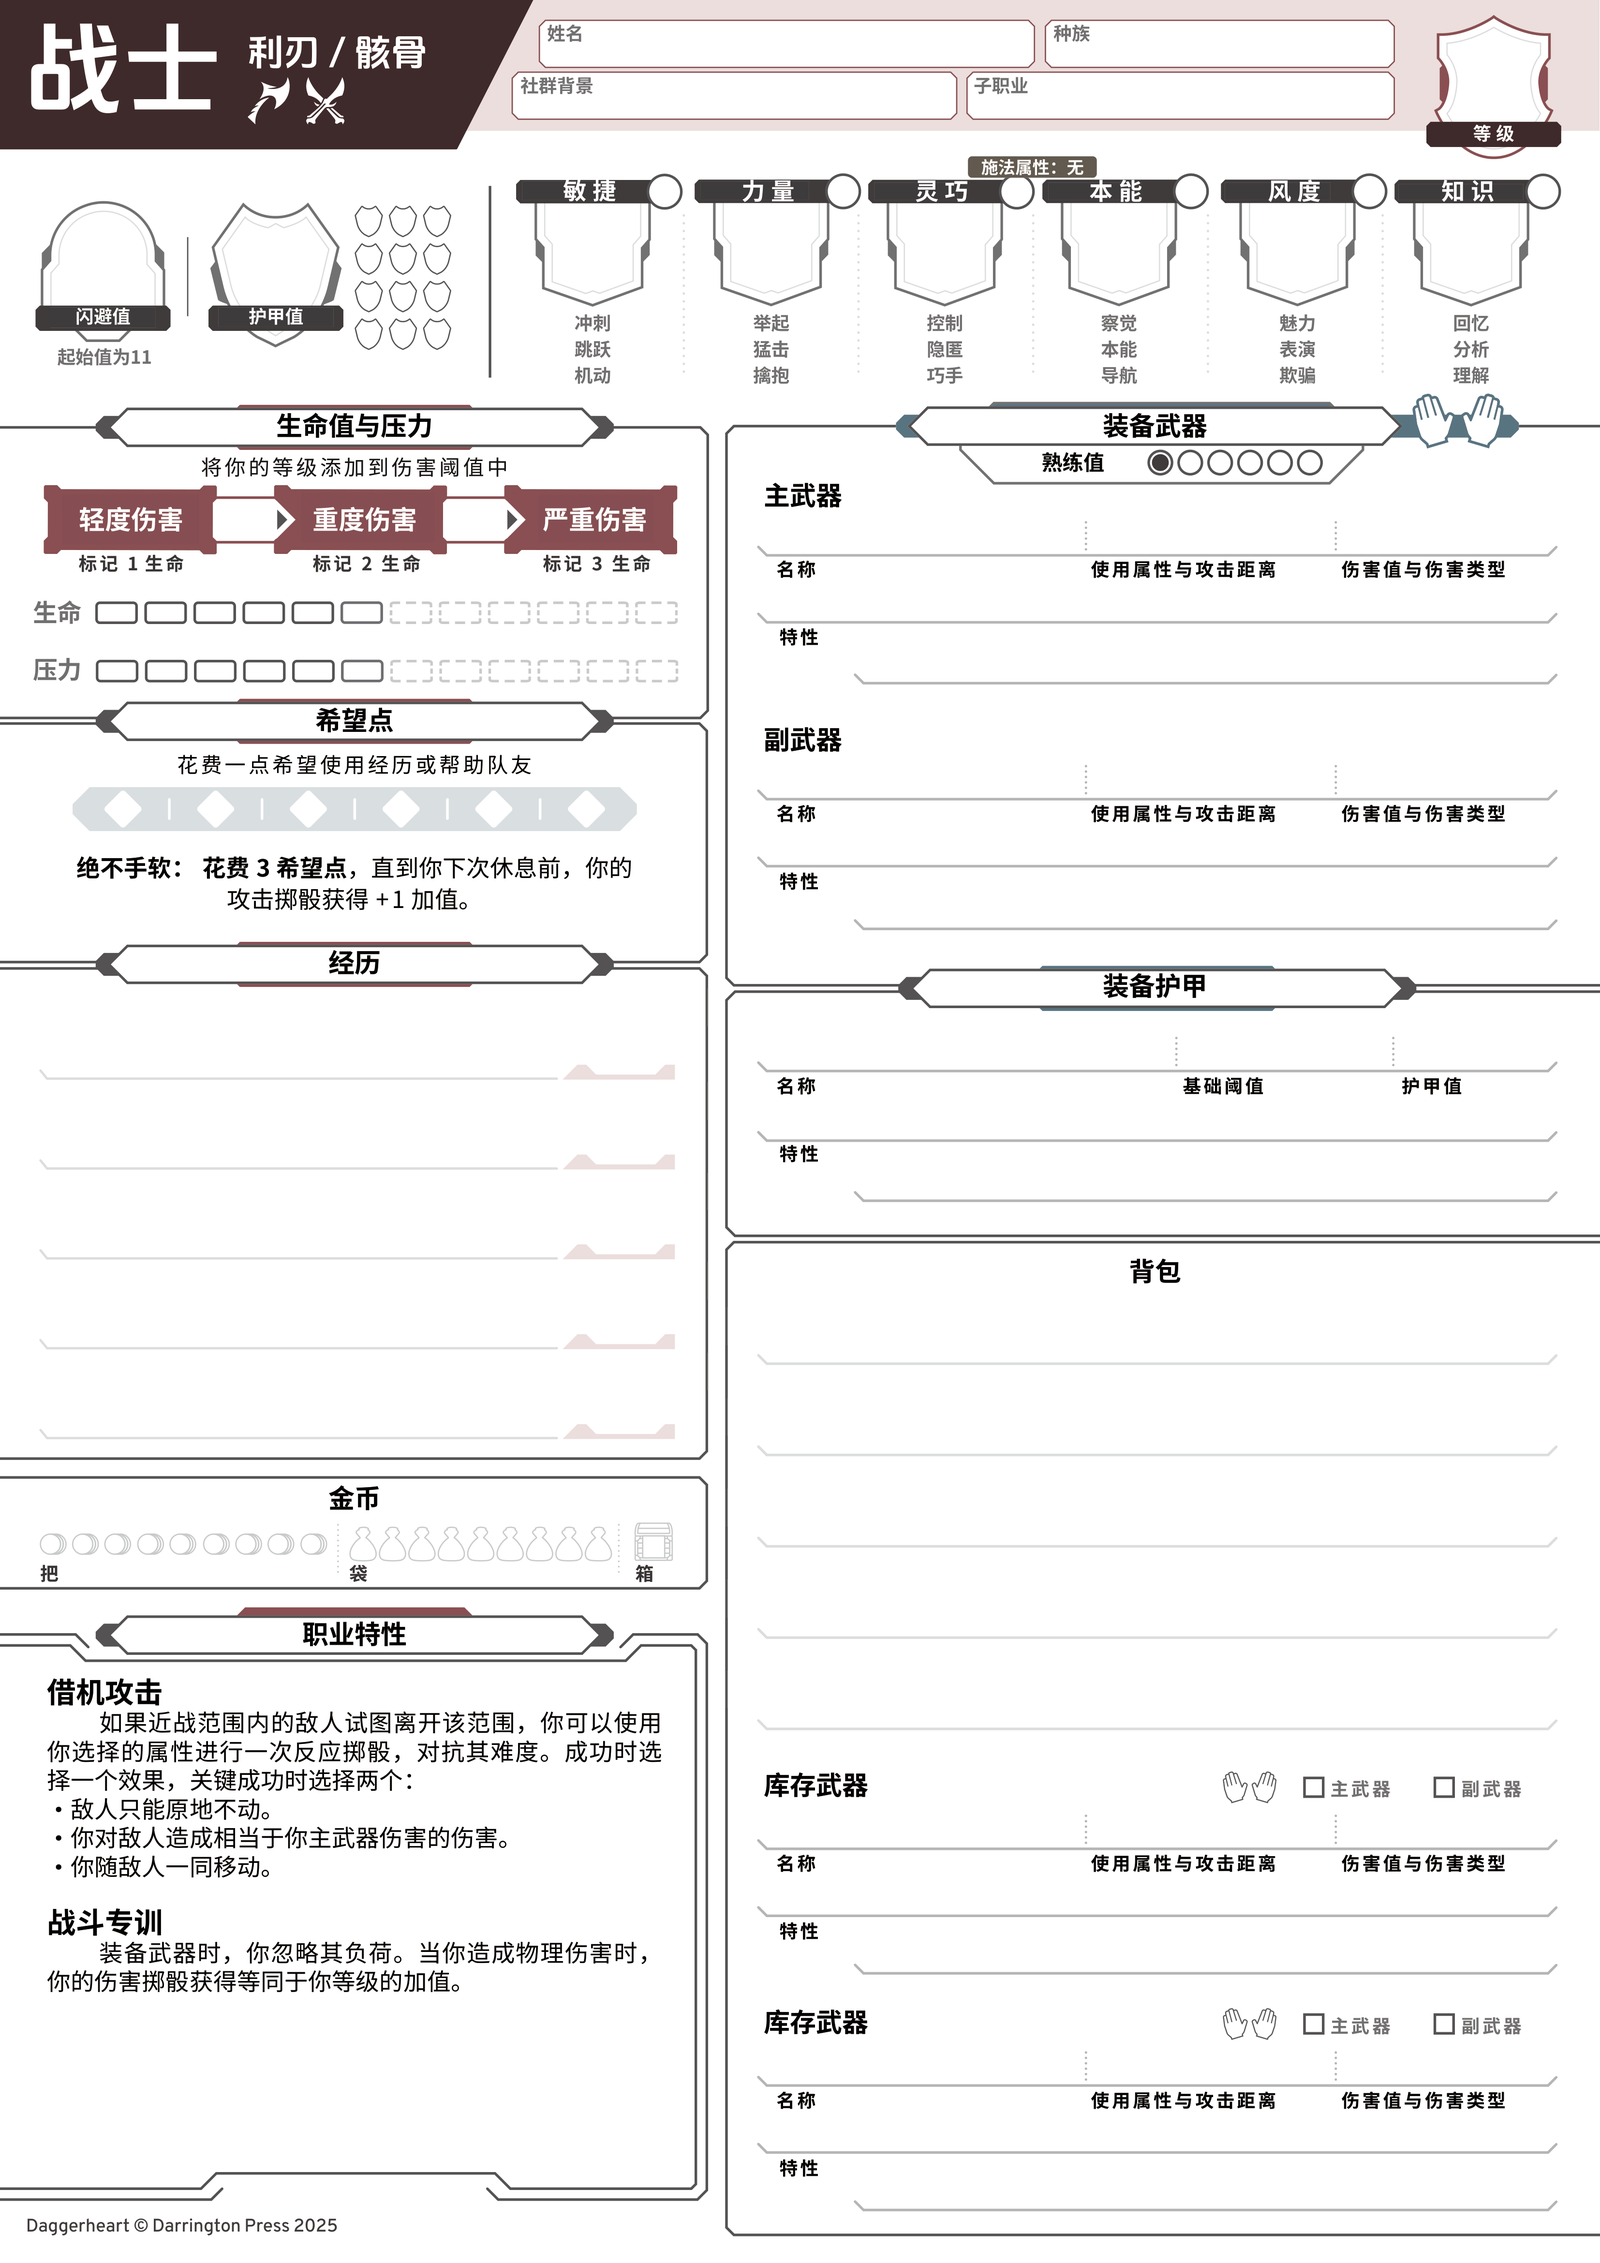 战士
利刃 / 骸骨
姓名
种族
社群背景
子职业
等级
施法属性：无
敏捷
力量
灵巧
本能
风度
知识
闪避值
护甲值
起始值为11
冲刺
跳跃
机动
举起
猛击
擒抱
控制
隐匿
巧手
察觉
本能
导航
魅力
表演
欺骗
回忆
分析
理解
生命值与压力
将你的等级添加到伤害阈值中
轻度伤害
重度伤害
严重伤害
标记 1 生命
标记 2 生命
标记 3 生命
生命
压力
希望点
花费一点希望使用经历或帮助队友
绝不手软： 花费 3 希望点，直到你下次休息前，你的
攻击掷骰获得 +1 加值。
经历
金币
把
袋
箱
职业特性
借机攻击
如果近战范围内的敌人试图离开该范围，你可以使用
你选择的属性进行一次反应掷骰，对抗其难度。成功时选
择一个效果，关键成功时选择两个：
•敌人只能原地不动。
•你对敌人造成相当于你主武器伤害的伤害。
•你随敌人一同移动。
战斗专训
装备武器时，你忽略其负荷。当你造成物理伤害时，
你的伤害掷骰获得等同于你等级的加值。
Daggerheart © Darrington Press 2025
装备武器
熟练值
主武器
名称
使用属性与攻击距离
伤害值与伤害类型
特性
副武器
名称
使用属性与攻击距离
伤害值与伤害类型
特性
装备护甲
名称
基础阈值
护甲值
特性
背包
库存武器
主武器
副武器
名称
使用属性与攻击距离
伤害值与伤害类型
特性
库存武器
主武器
副武器
名称
使用属性与攻击距离
伤害值与伤害类型
特性